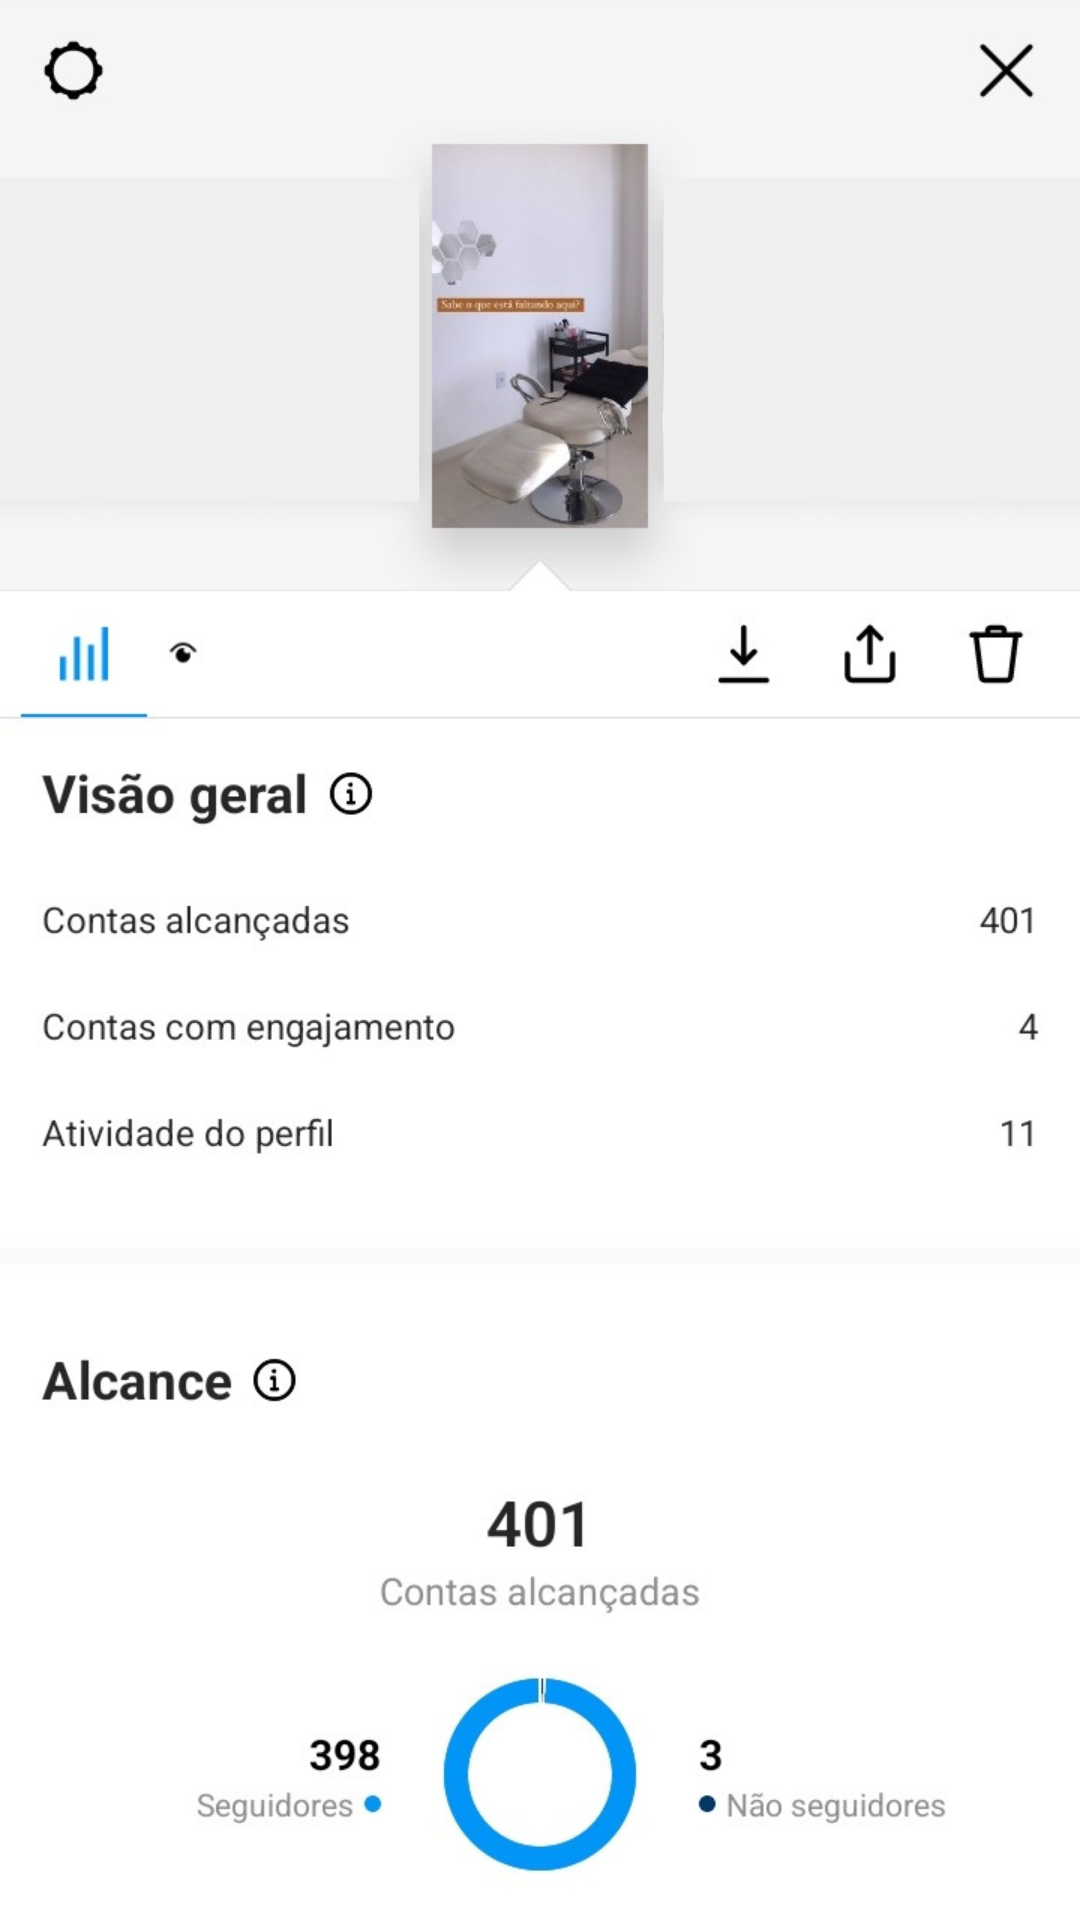 Sabe o que está faltando aqui?
Visão geral
Contas alcançadas 401
Contas com engajamento 4
Atividade do perfil 11
Alcance
401
Contas alcançadas
398 3
Seguidores Não seguidores